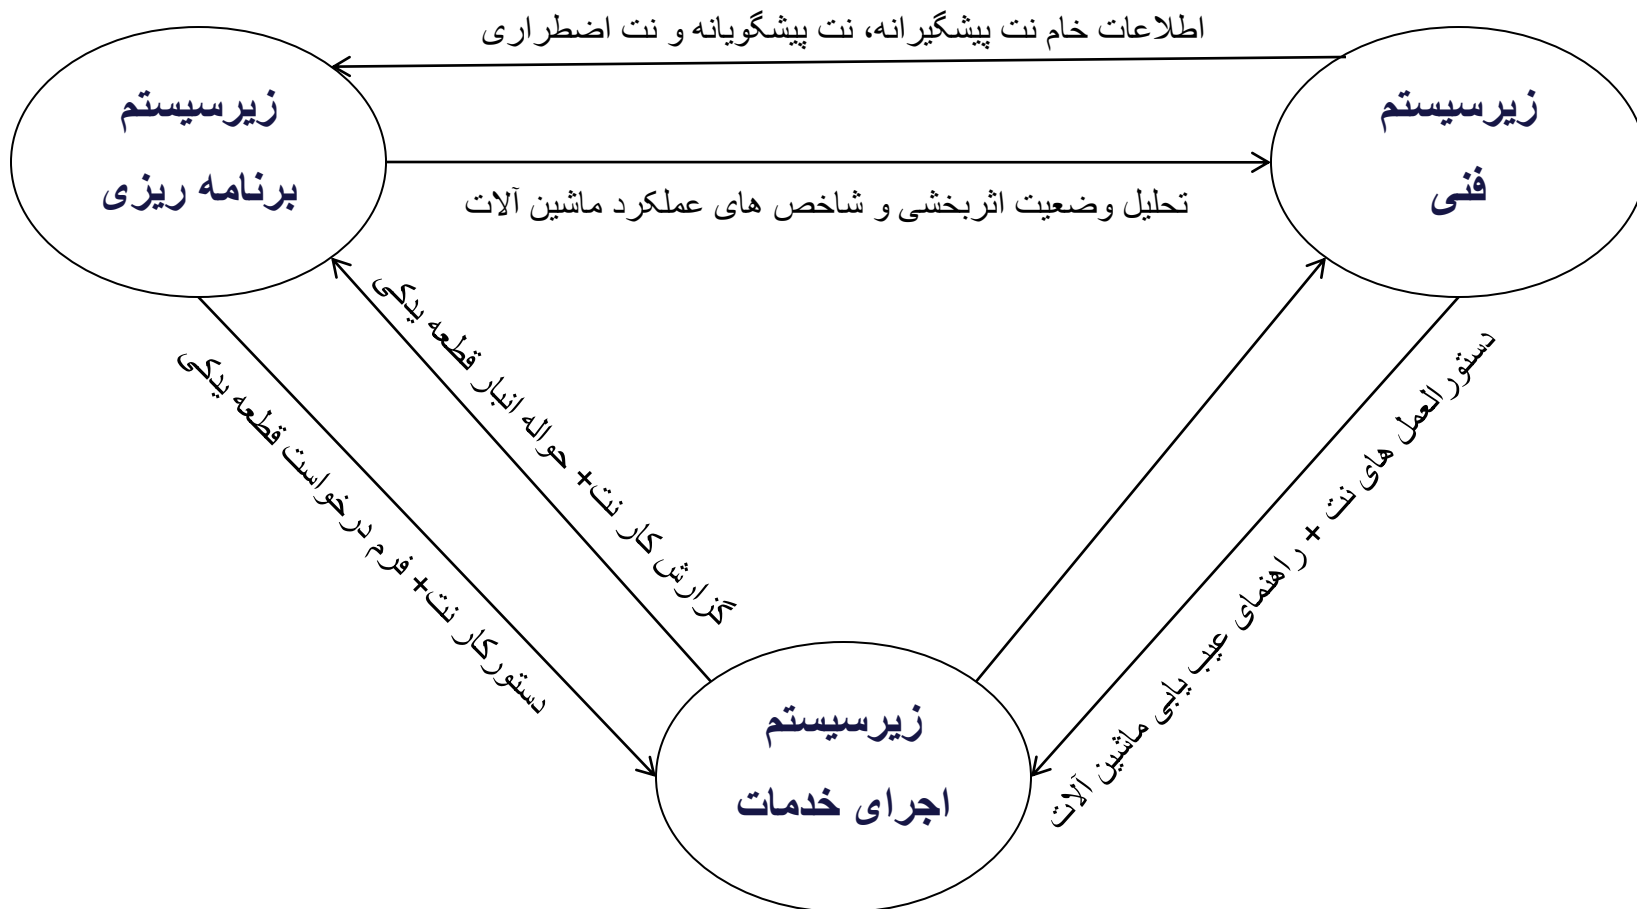 اطلاعات خام نت پیشگیرانه، نت پیشگویانه و نت اضطراری
زیرسیستم
فنی
زیرسیستم
برنامه ریزی
تحلیل وضعیت اثربخشی و شاخص های عملکرد ماشین آلات
دستورالعمل های نت + راهنمای عیب یابی ماشین آلات
گزارش کار نت+ حواله انبار قطعه یدکی
دستورکار نت+ فرم درخواست قطعه یدکی
زیرسیستم
اجرای خدمات